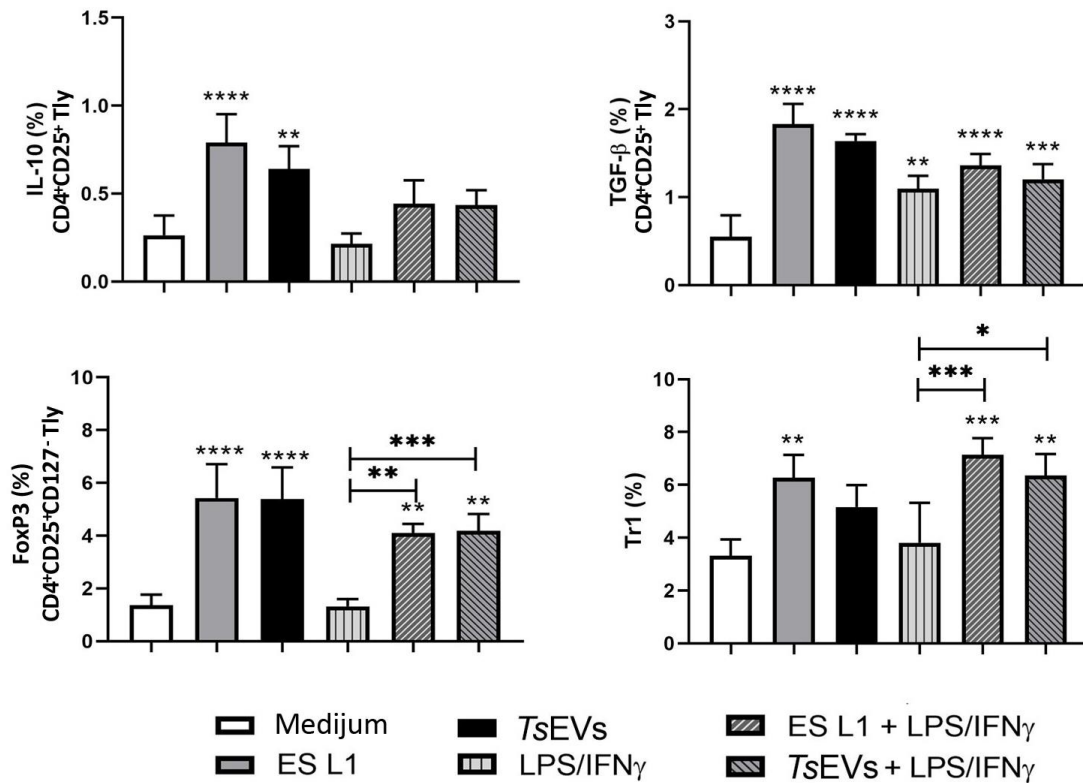 IL-10 (%)
CD4+CD25+ Tly
1.5
1.0
0.5
0.0
****
**
TGF-β (%)
CD4+CD25+ Tly
3
2
1
0
****
****
**
****
***
FoxP3 (%)
CD4+CD25+CD127- Tly
10
8
6
4
2
0
****
****
***
**
**
**
Tr1 (%)
10
8
6
4
2
0
*
***
**
***
**
Medijum
ES L1
TsEVs
LPS/IFNγ
ES L1 + LPS/IFNγ
TsEVs + LPS/IFNγ